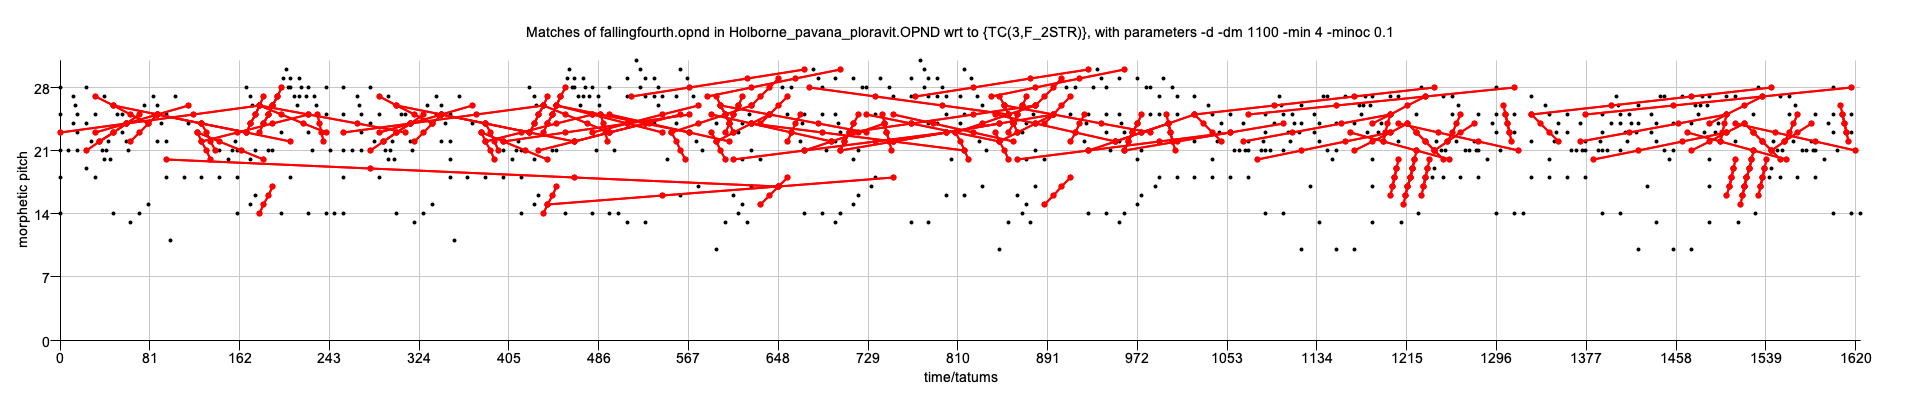 Matches of fallingfourth.opnd in Holborne_pavana_ploravit.OPND wrt to {TC(3,F_2STR)}, with parameters -d -dm 1100 -min 4 -minoc 0.1
morphetic pitch
28
21
14
7
0
0 81 162 243 324 405 486 567 648 729 810 891 972 1053 1134 1215 1296 1377 1458 1539 1620
time/tatums